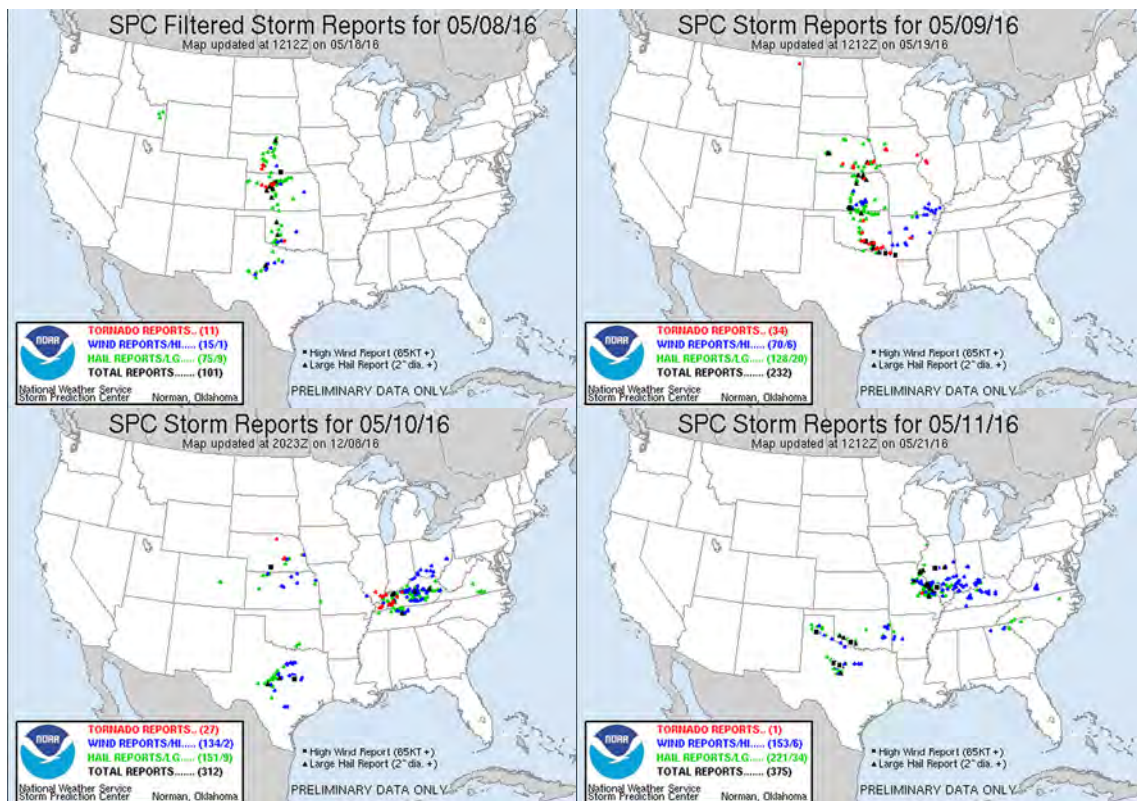 SPC Filtered Storm Reports for 05/08/16
Map updated at 1212Z on 05/18/16
NOAA
TORNADO REPORTS.. (11)
WIND REPORTS/HI..... (15/1)
HAIL REPORTS/LG..... (75/9)
TOTAL REPORTS....... (101)
National Weather Service
Storm Prediction Center Norman, Oklahoma
■ High Wind Report (65KT +)
▲ Large Hail Report (2" dia. +)
PRELIMINARY DATA ONLY
SPC Storm Reports for 05/09/16
Map updated at 1212Z on 05/19/16
NOAA
TORNADO REPORTS.. (34)
WIND REPORTS/HI..... (70/6)
HAIL REPORTS/LG..... (128/20)
TOTAL REPORTS....... (232)
National Weather Service
Storm Prediction Center Norman, Oklahoma
■ High Wind Report (65KT +)
▲ Large Hail Report (2" dia. +)
PRELIMINARY DATA ONLY
SPC Storm Reports for 05/10/16
Map updated at 2023Z on 12/08/16
NOAA
TORNADO REPORTS.. (27)
WIND REPORTS/HI..... (134/2)
HAIL REPORTS/LG..... (151/9)
TOTAL REPORTS....... (312)
National Weather Service
Storm Prediction Center Norman, Oklahoma
■ High Wind Report (65KT +)
▲ Large Hail Report (2" dia. +)
PRELIMINARY DATA ONLY
SPC Storm Reports for 05/11/16
Map updated at 1212Z on 05/21/16
NOAA
TORNADO REPORTS.. (1)
WIND REPORTS/HI..... (153/6)
HAIL REPORTS/LG..... (221/34)
TOTAL REPORTS....... (375)
National Weather Service
Storm Prediction Center Norman, Oklahoma
■ High Wind Report (65KT +)
▲ Large Hail Report (2" dia. +)
PRELIMINARY DATA ONLY